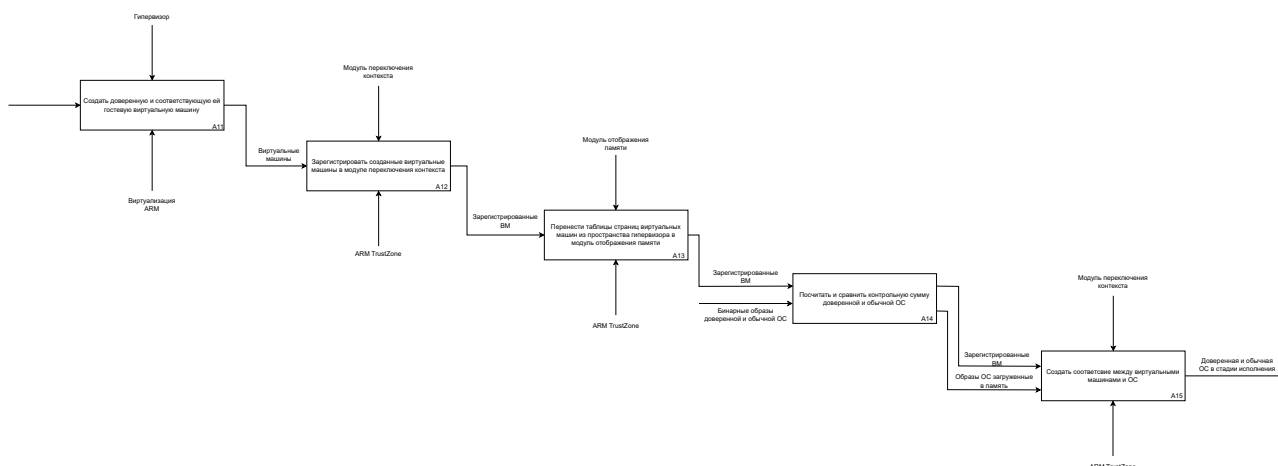 Гипервизор
Создать доверенную и соответствующую ей
гостевую виртуальную машину
A11
Виртуализация
ARM
Виртуальные
машины
Модуль переключения
контекста
Зарегистрировать созданные виртуальные
машины в модуле переключения контекста
A12
ARM TrustZone
Зарегистрированные
ВМ
Модуль отображения
памяти
Перенести таблицы страниц виртуальных
машин из пространства гипервизора в
модуль отображения памяти
A13
ARM TrustZone
Зарегистрированные
ВМ
Бинарные образы
доверенной и обычной ОС
Посчитать и сравнить контрольную сумму
доверенной и обычной ОС
A14
Зарегистрированные
ВМ
Образы ОС загруженные
в память
Модуль переключения
контекста
Создать соответсвие между виртуальными
машинами и ОС
A15
Доверенная и обычная
ОС в стадии исполнения
ARM TrustZone